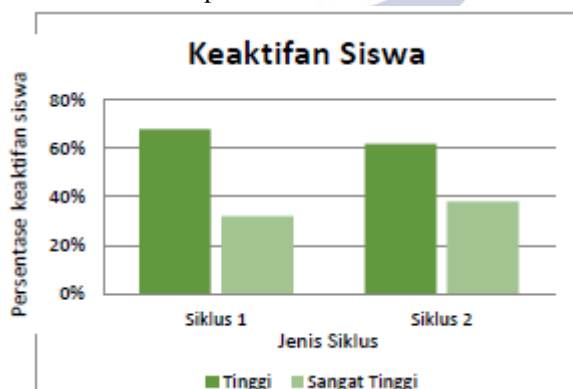 Keaktifan Siswa
Persentase keaktifan siswa
80%
60%
40%
20%
0%
Siklus 1 Siklus 2
Jenis Siklus
Tinggi Sangat Tinggi